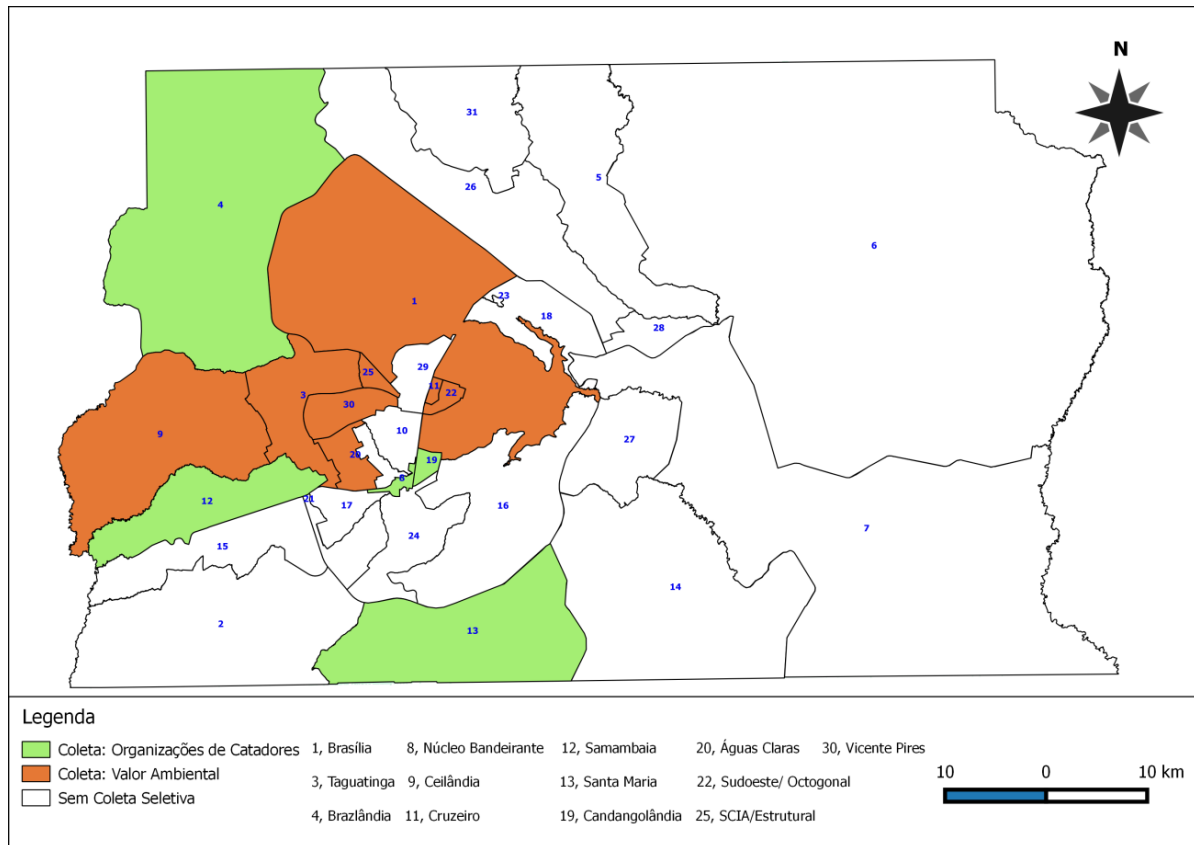 N
31
5
4
26
6
23
1
18
28
29
25
11
22
3
30
10
27
9
20
19
8
12
21
17
16
24
7
15
14
2
13
Legenda
Coleta: Organizações de Catadores
Coleta: Valor Ambiental
Sem Coleta Seletiva
1, Brasília
8, Núcleo Bandeirante
12, Samambaia
20, Águas Claras
30, Vicente Pires
3, Taguatinga
9, Ceilândia
13, Santa Maria
22, Sudoeste/ Octogonal
4, Brazlândia
11, Cruzeiro
19, Candangolândia
25, SCIA/Estrutural
10 0 10 km